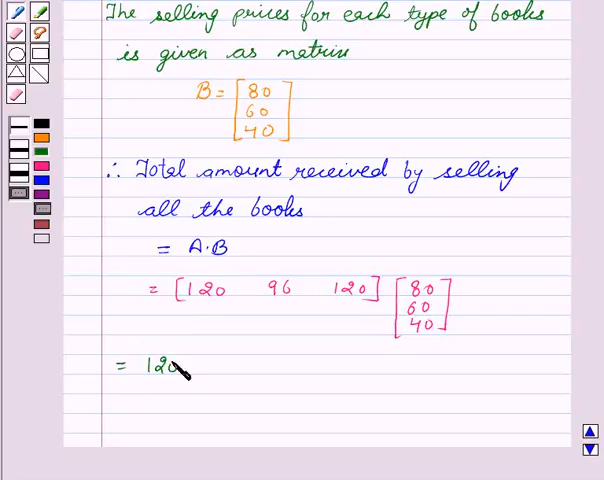 The selling prices for each type of books
is given as matrix
B = [80
60
40]
∴ Total amount received by selling
all the books
= A·B
= [120 96 120] [80
60
40]
= 120